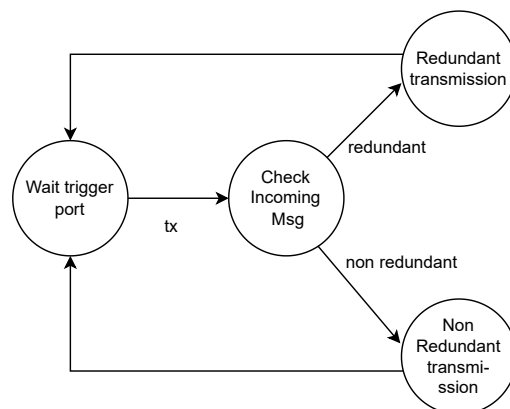 Redundant
transmission
redundant
Wait trigger
port
tx
Check
Incoming
Msg
non redundant
Non
Redundant
transmi-
ssion